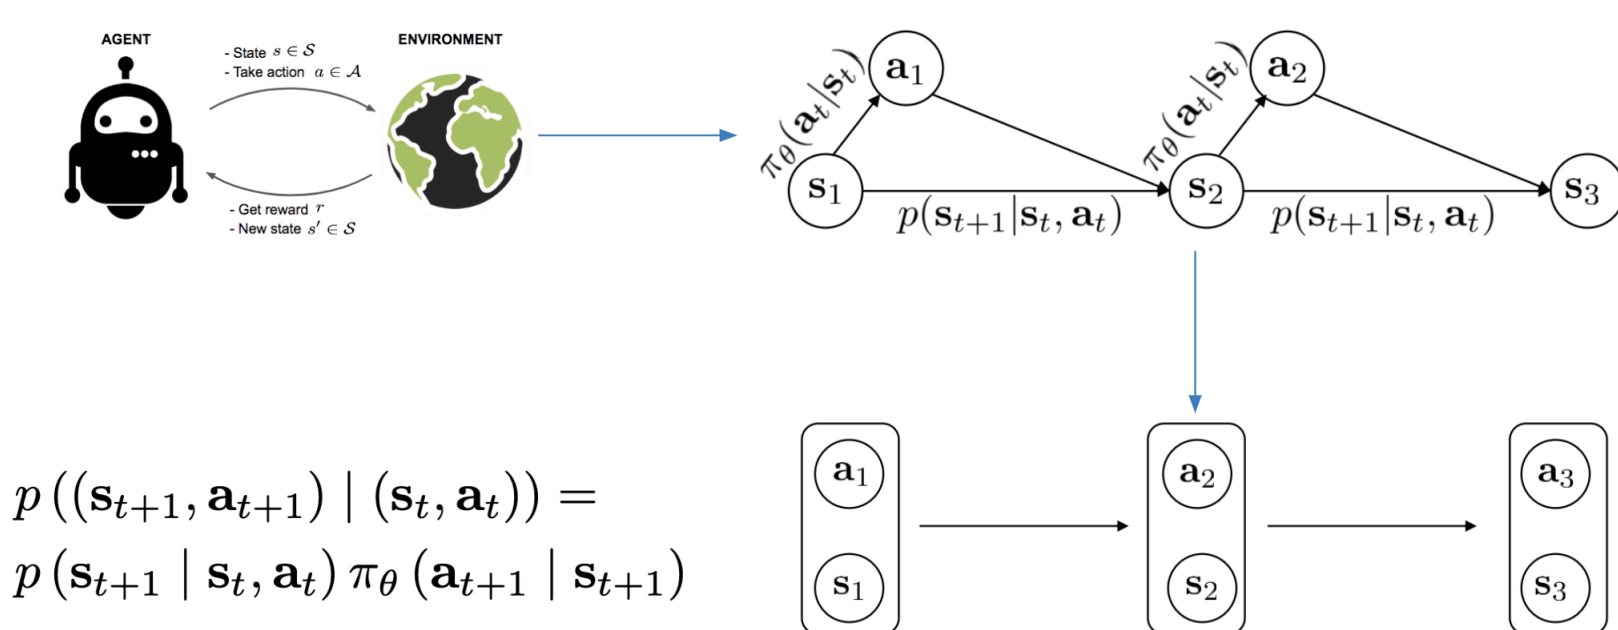 AGENT
- State s ∈ 𝒮
- Take action a ∈ 𝒜
ENVIRONMENT
- Get reward r
- New state s′ ∈ 𝒮
π_θ(a_t|s_t)
a_1
s_1
p(s_{t+1}|s_t, a_t)
π_θ(a_t|s_t)
a_2
s_2
p(s_{t+1}|s_t, a_t)
s_3
p((s_{t+1}, a_{t+1}) | (s_t, a_t)) =
p(s_{t+1} | s_t, a_t) π_θ(a_{t+1} | s_{t+1})
a_1
s_1
a_2
s_2
a_3
s_3